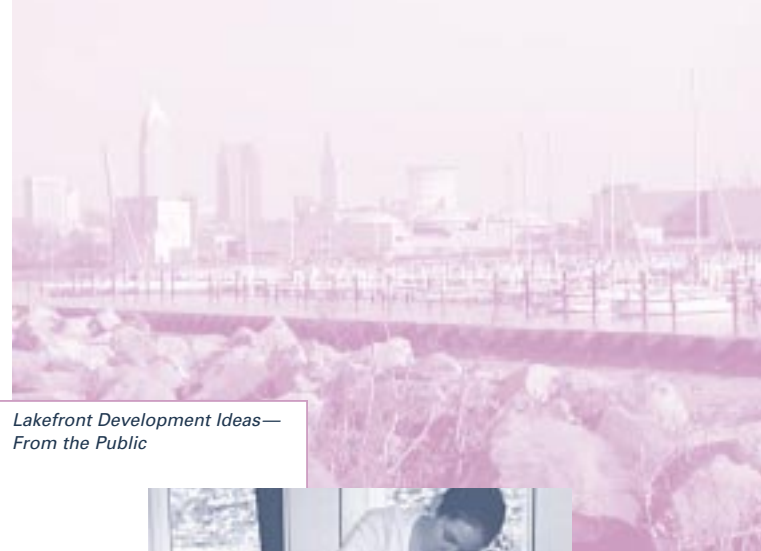 Lakefront Development Ideas—
From the Public